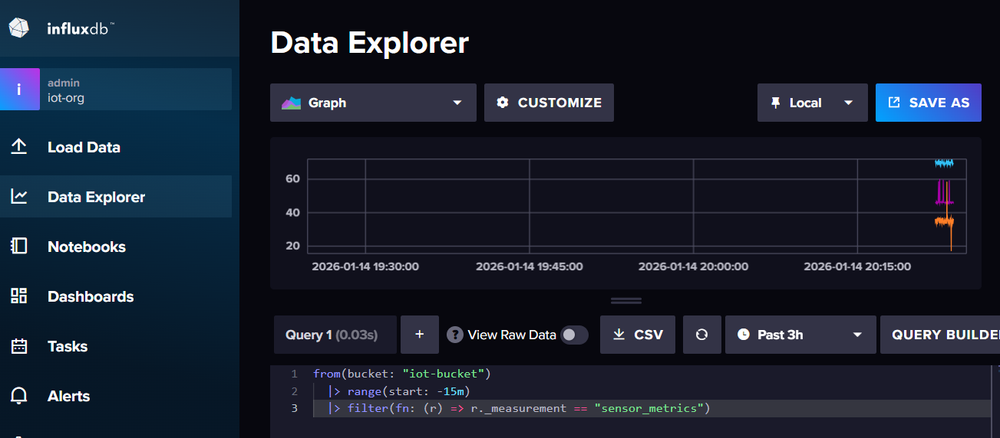 influxdb™
i
admin
iot-org
Load Data
Data Explorer
Notebooks
Dashboards
Tasks
Alerts
Data Explorer
Graph
CUSTOMIZE
Local
SAVE AS
60
40
20
2026-01-14 19:30:00
2026-01-14 19:45:00
2026-01-14 20:00:00
2026-01-14 20:15:00
Query 1 (0.03s)
+
? View Raw Data
CSV
Past 3h
QUERY BUILDE
1 from(bucket: "iot-bucket")
2 |> range(start: -15m)
3 |> filter(fn: (r) => r._measurement == "sensor_metrics")